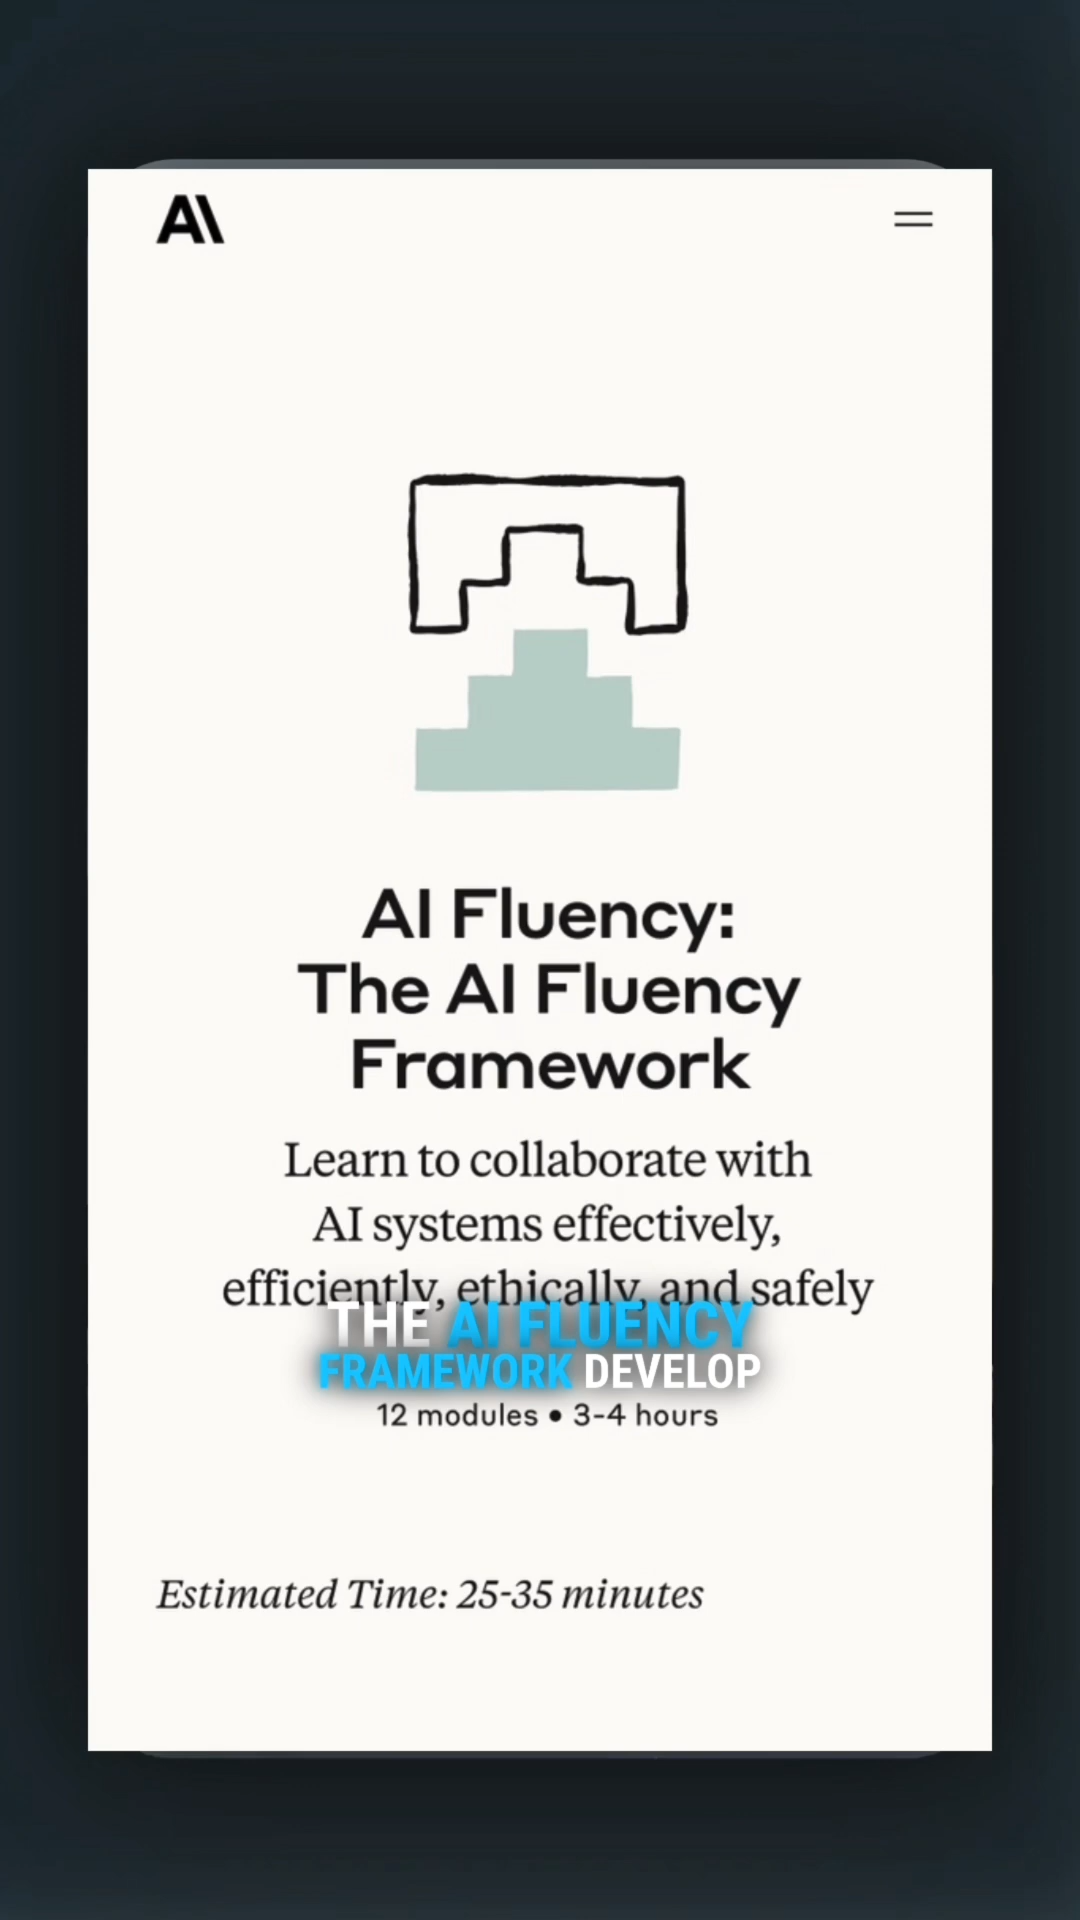 AI Fluency:
The AI Fluency
Framework
Learn to collaborate with
AI systems effectively,
efficiently, ethically, and safely
THE AI FLUENCY
FRAMEWORK DEVELOP
12 modules • 3-4 hours
Estimated Time: 25-35 minutes